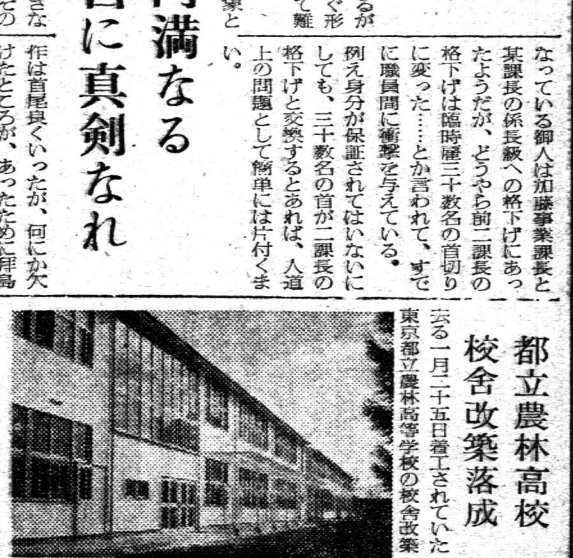 なっている御人は加藤事業課長と
某課長の係長級への格下げにあっ
たようだが、どうやら前二課長の
格下げは臨時雇三十数名の首切り
に変った……とか言われて、すで
に職員間に衝撃を与えている。
例え身分が保証されてはいないに
しても、三十数名の首が二課長の
格下げと交換するとあれば、人道
上の問題として簡単には片付くま
い。
満なる
に真剣なれ
作は首尾良くいったが、何にか欠
けたところが、あったために拝島
都立農林高校
校舎改築落成
去る一月二十五日着工されていた
東京都立農林高等学校の校舎改築